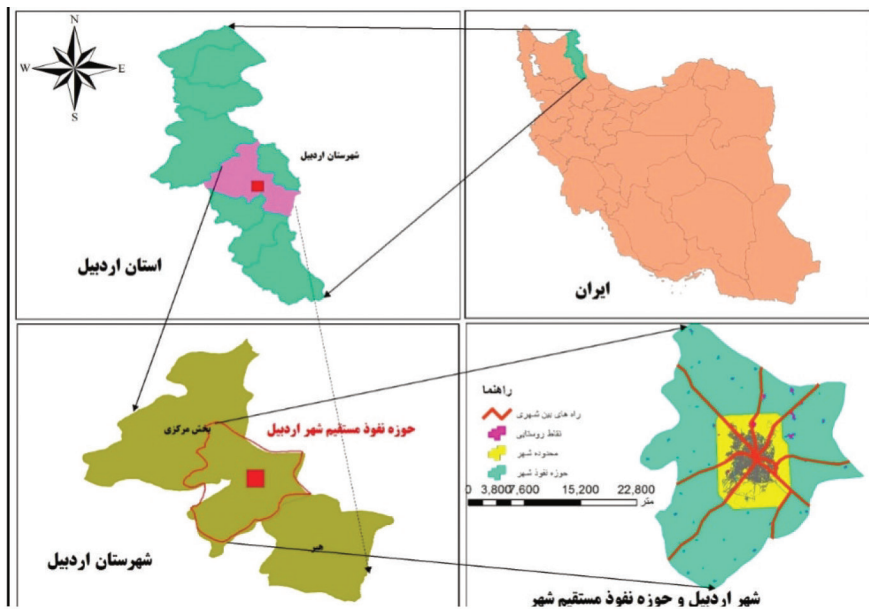 N
W E
S
شهرستان اردبیل
استان اردبیل
ایران
بخش مرکزی
حوزه نفوذ مستقیم شهر اردبیل
هیر
شهرستان اردبیل
راهنما
راه های بین شهری
نقاط روستایی
محدوده شهر
حوزه نفوذ شهر
0 3,800 7,600 15,200 22,800
متر
شهر اردبیل و حوزه نفوذ مستقیم شهر